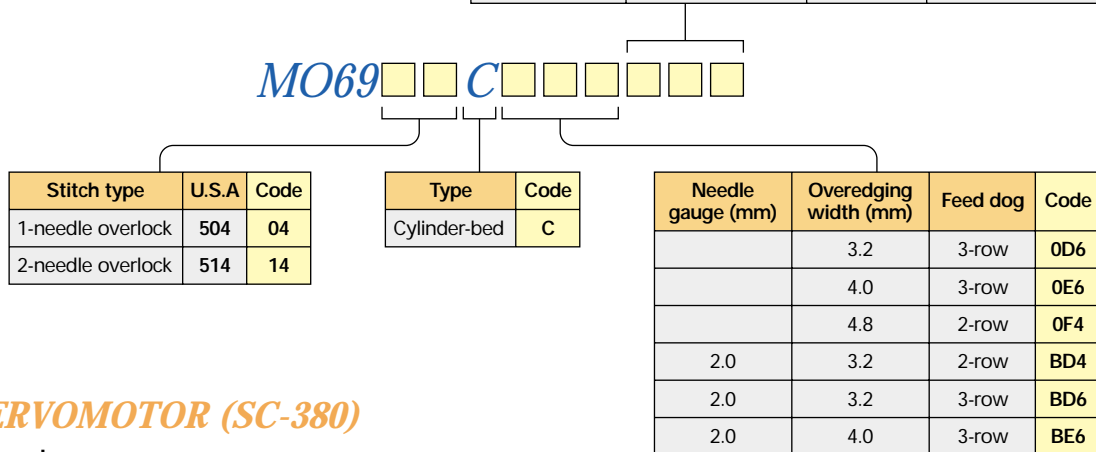 MO69 C
Stitch type U.S.A Code
1-needle overlock 504 04
2-needle overlock 514 14
Type Code
Cylinder-bed C
Needle gauge (mm) Overedging width (mm) Feed dog Code
3.2 3-row 0D6
4.0 3-row 0E6
4.8 2-row 0F4
2.0 3.2 2-row BD4
2.0 3.2 3-row BD6
2.0 4.0 3-row BE6
ERVOMOTOR (SC-380)